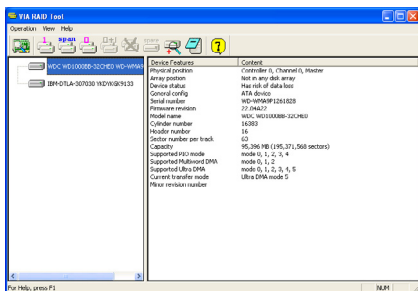 VIA RAID Tool
Operation View Help
span
WDC WD1000BB-32CHE0 WD-WMA9
IBM-DTLA-307030 YKDYKGK9133
Device Features Content
Physical position Controller 0, Channel 0, Master
Array postion Not in any disk array
Device status Has risk of data loss
General config ATA device
Serial number WD-WMA9P1261828
Firmware revision 22.04A22
Model name WDC WD1000BB-32CHE0
Cylinder number 16383
Header number 16
Sector number per track 63
Capacity 95,396 MB (195,371,568 sectors)
Supported PIO mode mode 0, 1, 2, 3, 4
Supported Multiword DMA mode 0, 1, 2
Supported Ultra DMA mode 0, 1, 2, 3, 4, 5
Current transfer mode Ultra DMA mode 5
Minor revision number
For Help, press F1 NUM